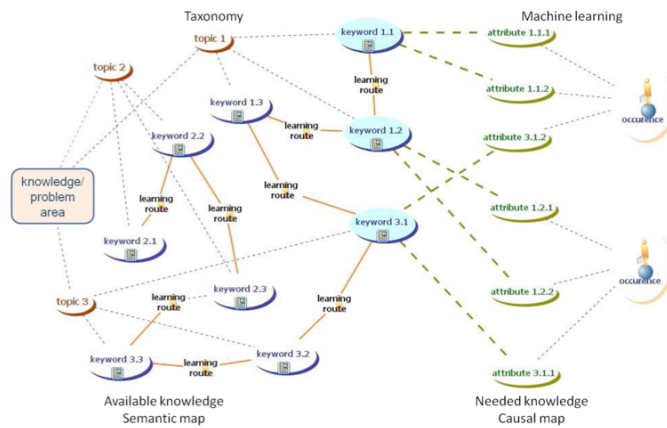 Taxonomy
Machine learning
topic 1
keyword 1.1
attribute 1.1.1
topic 2
learning
route
attribute 1.1.2
occurence
keyword 1.3
keyword 2.2
learning
route
keyword 1.2
attribute 3.1.2
knowledge/
problem
area
learning
route
learning
route
learning
route
attribute 1.2.1
keyword 3.1
keyword 2.1
occurence
topic 3
learning
route
keyword 2.3
learning
route
attribute 1.2.2
keyword 3.3
learning
route
keyword 3.2
attribute 3.1.1
Available knowledge
Semantic map
Needed knowledge
Causal map